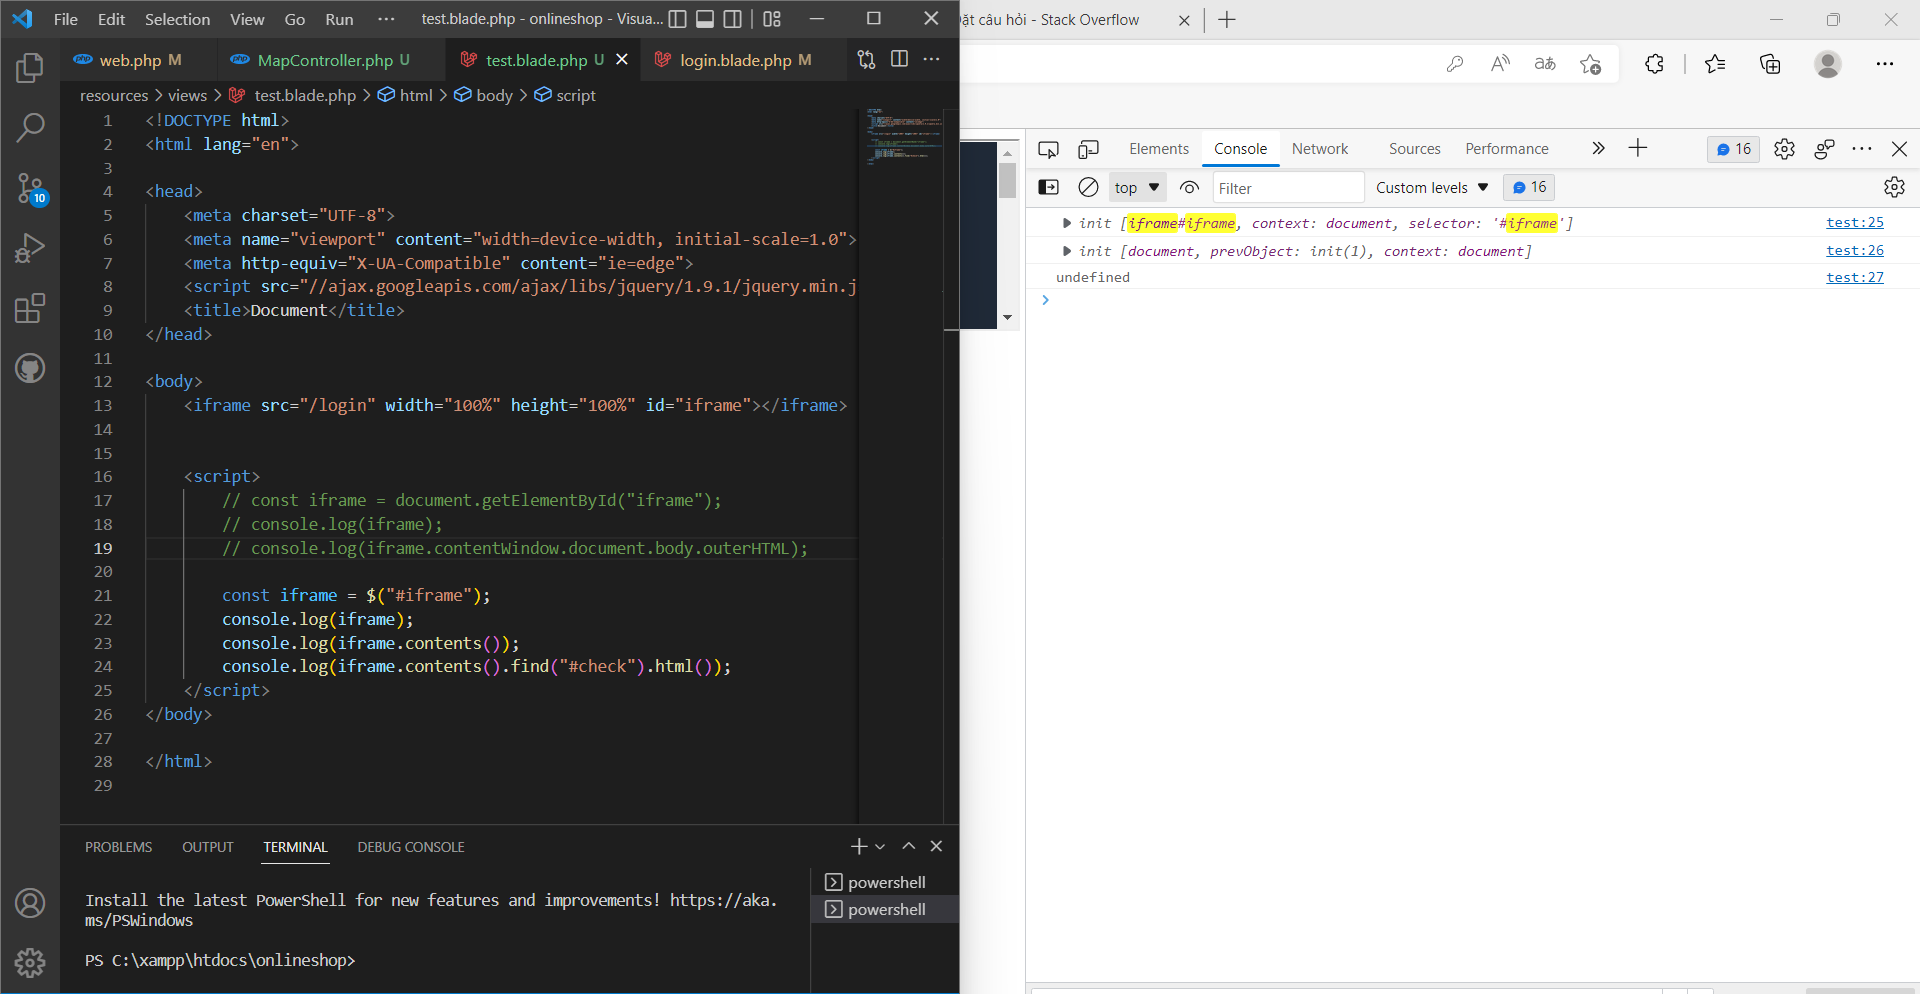 File Edit Selection View Go Run ··· test.blade.php - onlineshop - Visua...
web.php M MapController.php U test.blade.php U login.blade.php M
resources > views > test.blade.php > html > body > script
1 <!DOCTYPE html>
2 <html lang="en">
3
4 <head>
5 <meta charset="UTF-8">
6 <meta name="viewport" content="width=device-width, initial-scale=1.0">
7 <meta http-equiv="X-UA-Compatible" content="ie=edge">
8 <script src="//ajax.googleapis.com/ajax/libs/jquery/1.9.1/jquery.min.j
9 <title>Document</title>
10 </head>
11
12 <body>
13 <iframe src="/login" width="100%" height="100%" id="iframe"></iframe>
14
15
16 <script>
17 // const iframe = document.getElementById("iframe");
18 // console.log(iframe);
19 // console.log(iframe.contentWindow.document.body.outerHTML);
20
21 const iframe = $("#iframe");
22 console.log(iframe);
23 console.log(iframe.contents());
24 console.log(iframe.contents().find("#check").html());
25 </script>
26 </body>
27
28 </html>
29
10
PROBLEMS OUTPUT TERMINAL DEBUG CONSOLE
Install the latest PowerShell for new features and improvements! https://aka.
ms/PSWindows
PS C:\xampp\htdocs\onlineshop>
powershell
powershell
ặt câu hỏi - Stack Overflow
Elements Console Network Sources Performance 16
top Filter Custom levels 16
init [iframe#iframe, context: document, selector: '#iframe'] test:25
init [document, prevObject: init(1), context: document] test:26
undefined test:27